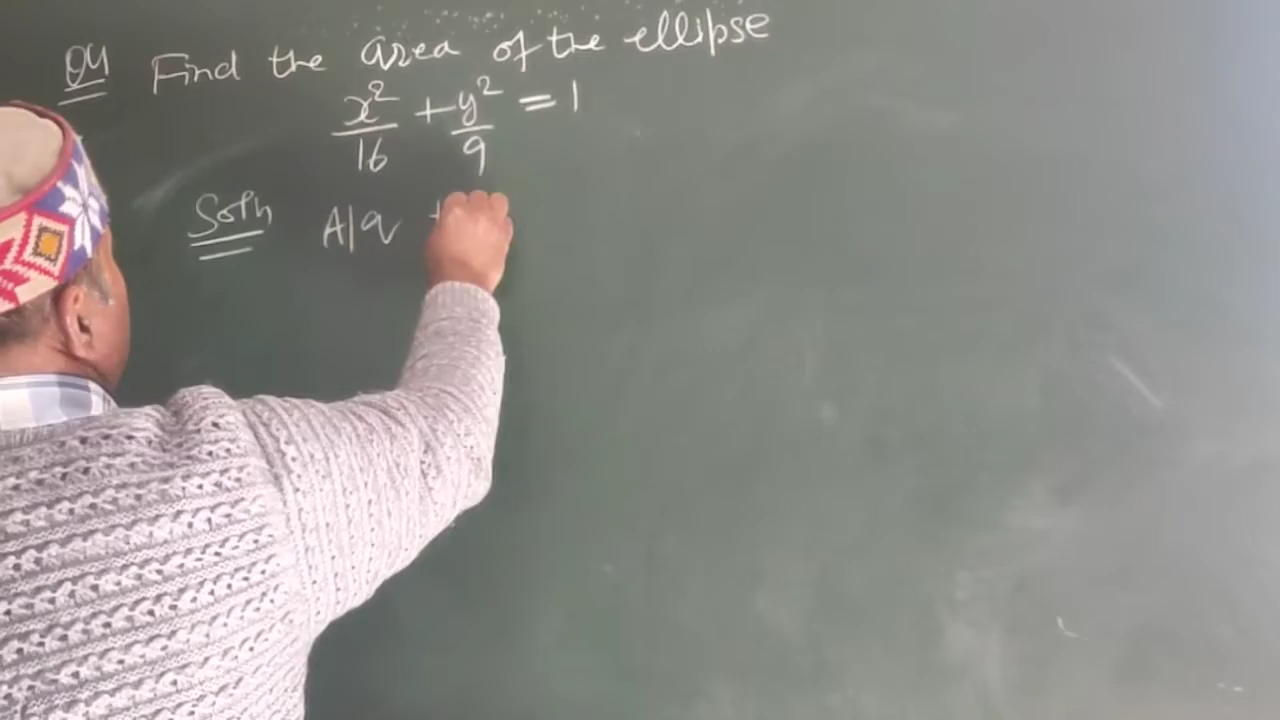 Q4 Find the area of the ellipse
x²/16 + y²/9 = 1
Soln A/q